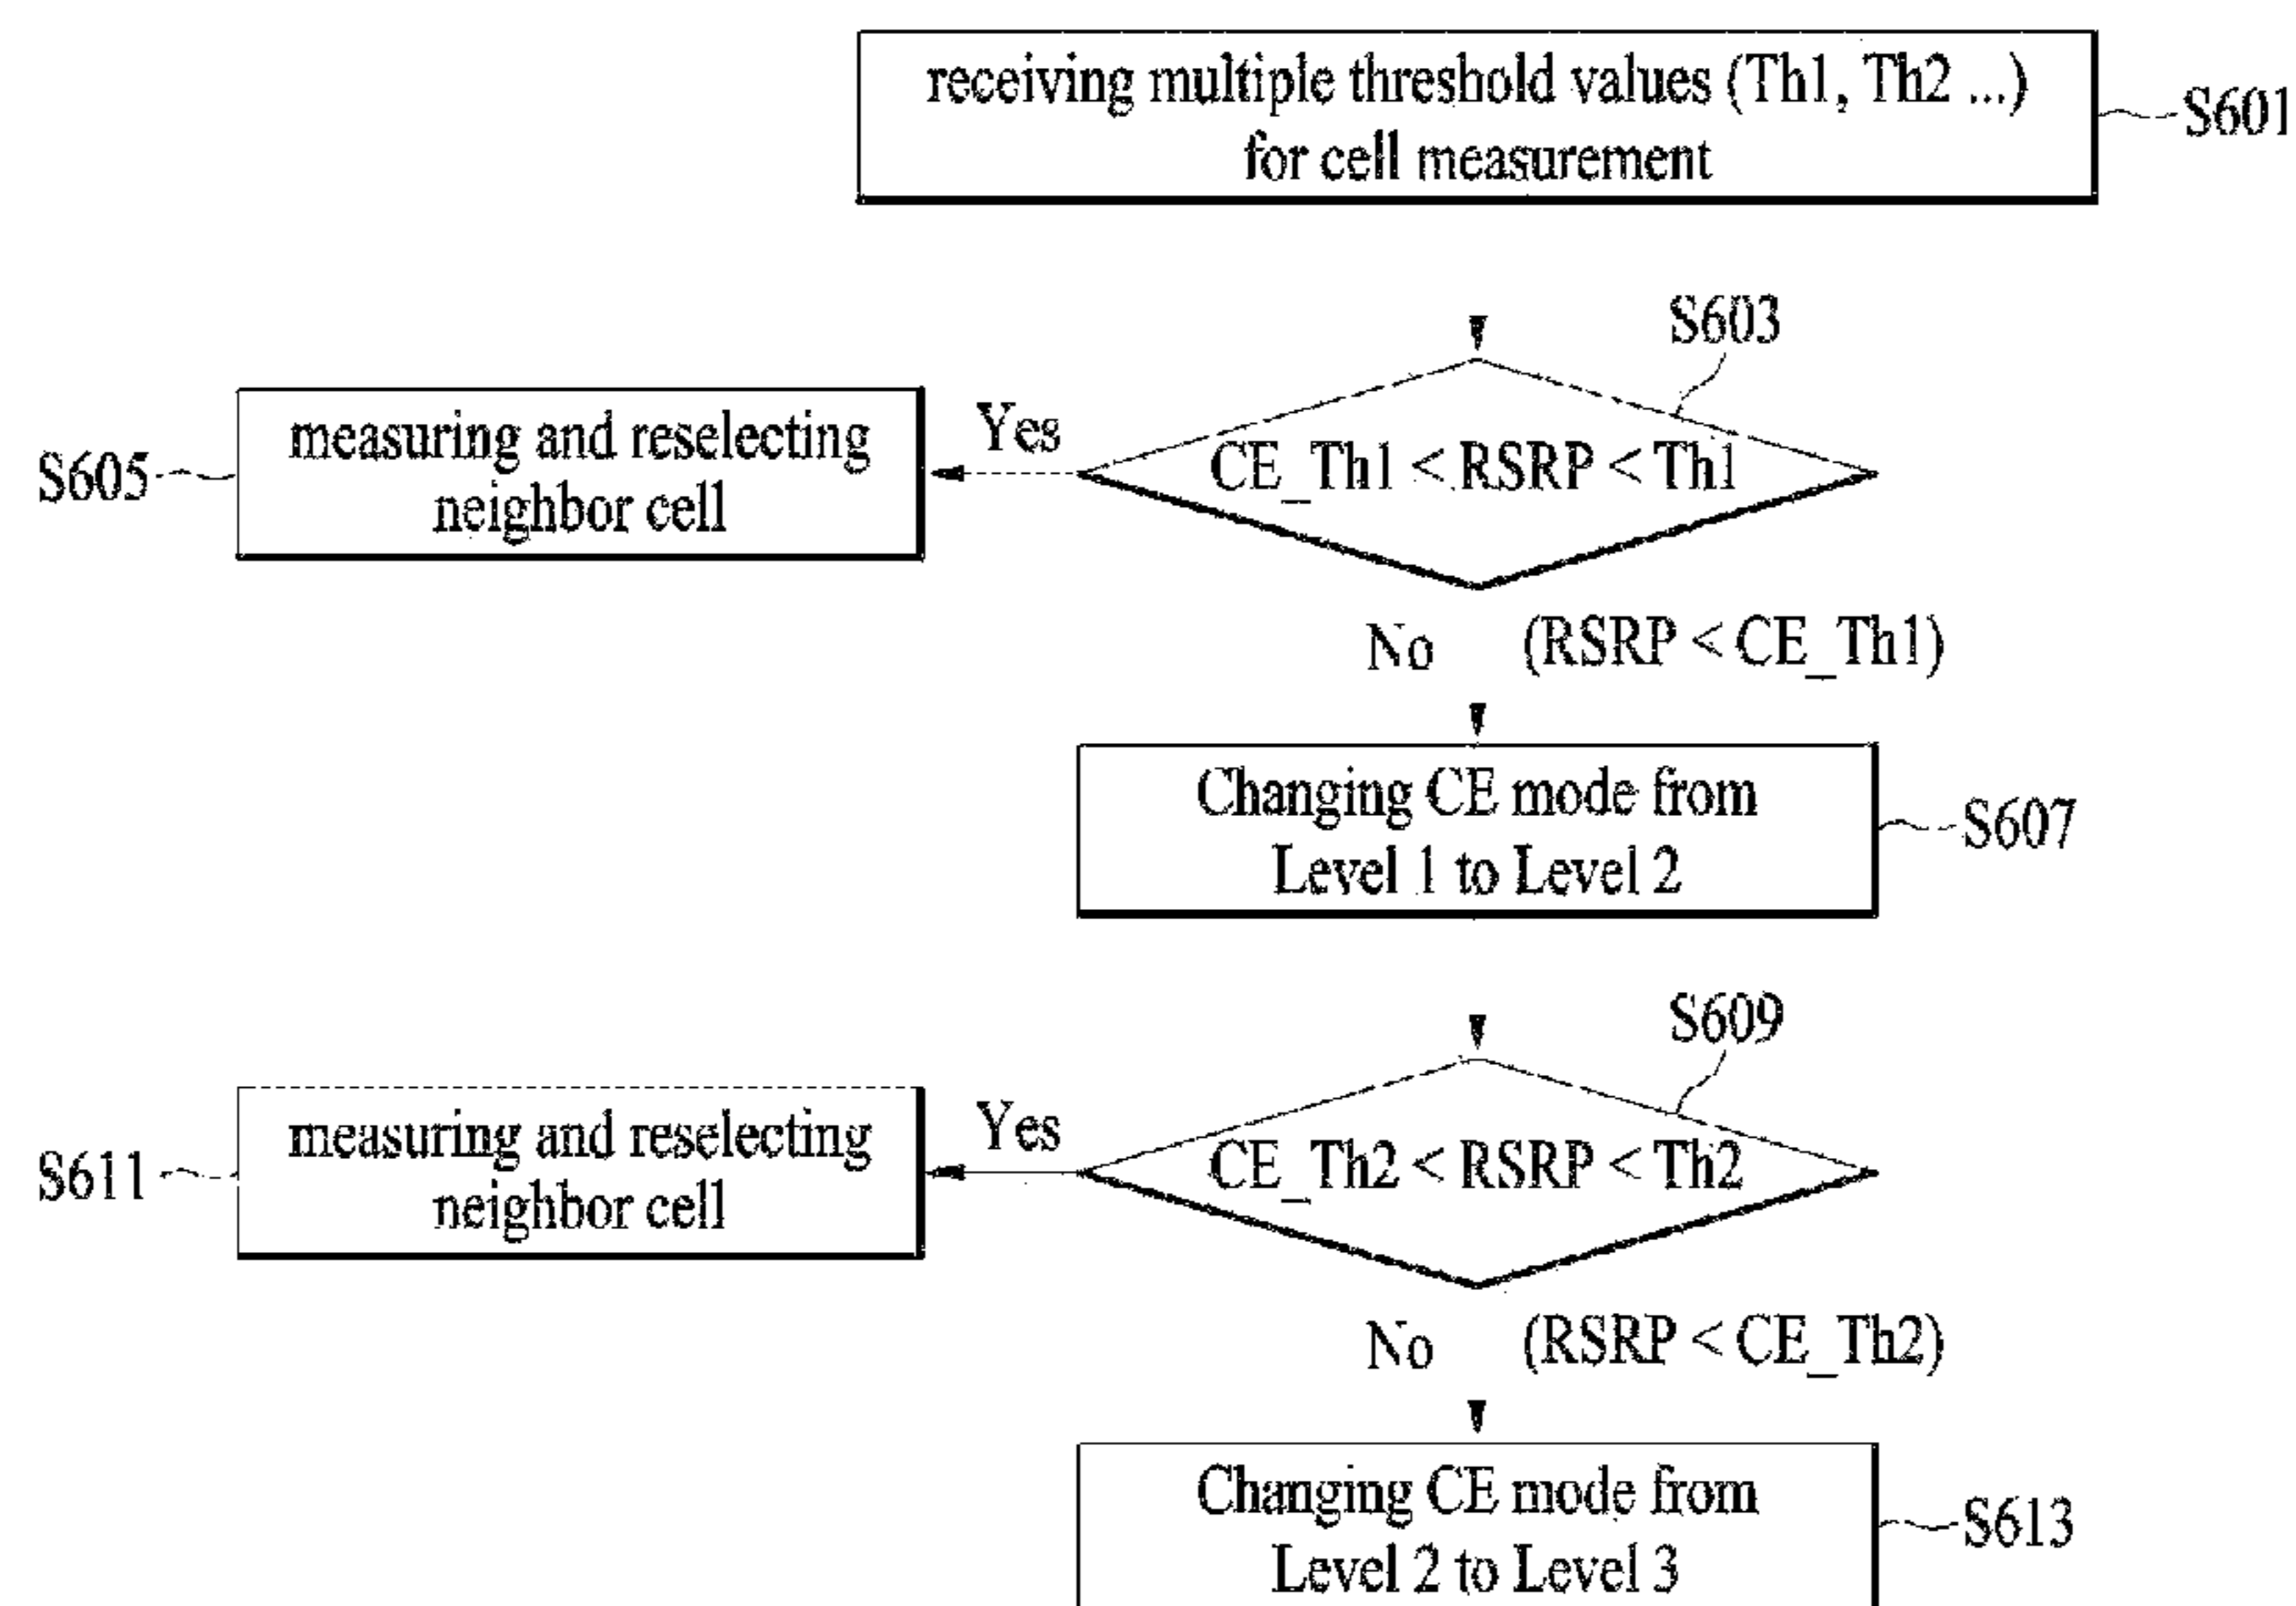 receiving multiple threshold values (Th1, Th2 ...)
for cell measurement
S601
S603
S605
measuring and reselecting
neighbor cell
Yes
CE_Th1 < RSRP < Th1
No (RSRP < CE_Th1)
Changing CE mode from
Level 1 to Level 2
S607
S609
S611
measuring and reselecting
neighbor cell
Yes
CE_Th2 < RSRP < Th2
No (RSRP < CE_Th2)
Changing CE mode from
Level 2 to Level 3
S613